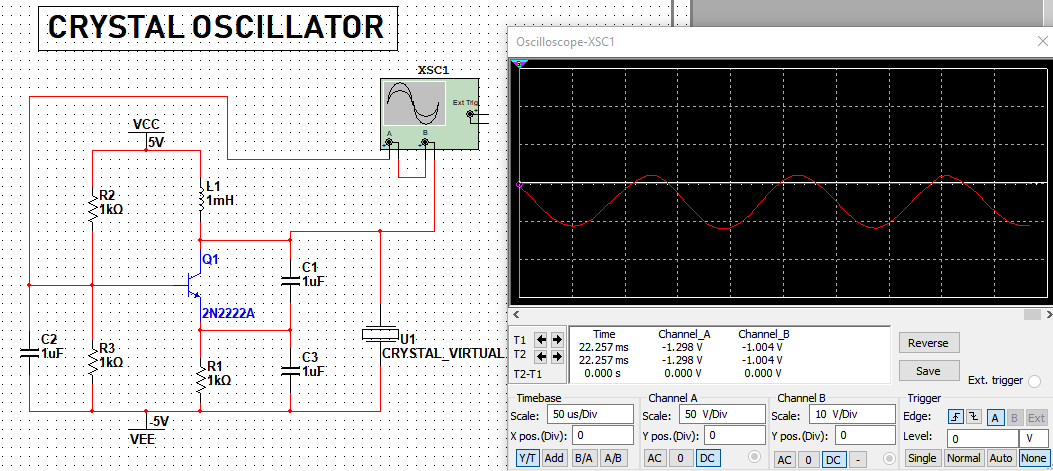 CRYSTAL OSCILLATOR
Oscilloscope-XSC1
XSC1
Ext Trig
A B
VCC
5V
R2
1kΩ
L1
1mH
Q1
2N2222A
C1
1uF
C2
1uF
R3
1kΩ
R1
1kΩ
C3
1uF
U1
CRYSTAL_VIRTUAL
-5V
VEE
Time Channel_A Channel_B
T1 22.257 ms -1.298 V -1.004 V
T2 22.257 ms -1.298 V -1.004 V
T2-T1 0.000 s 0.000 V 0.000 V
Reverse
Save
Ext. trigger
Timebase
Scale: 50 us/Div
X pos.(Div): 0
Y/T Add B/A A/B
Channel A
Scale: 50 V/Div
Y pos.(Div): 0
AC 0 DC
Channel B
Scale: 10 V/Div
Y pos.(Div): 0
AC 0 DC -
Trigger
Edge: A B Ext
Level: 0 V
Single Normal Auto None